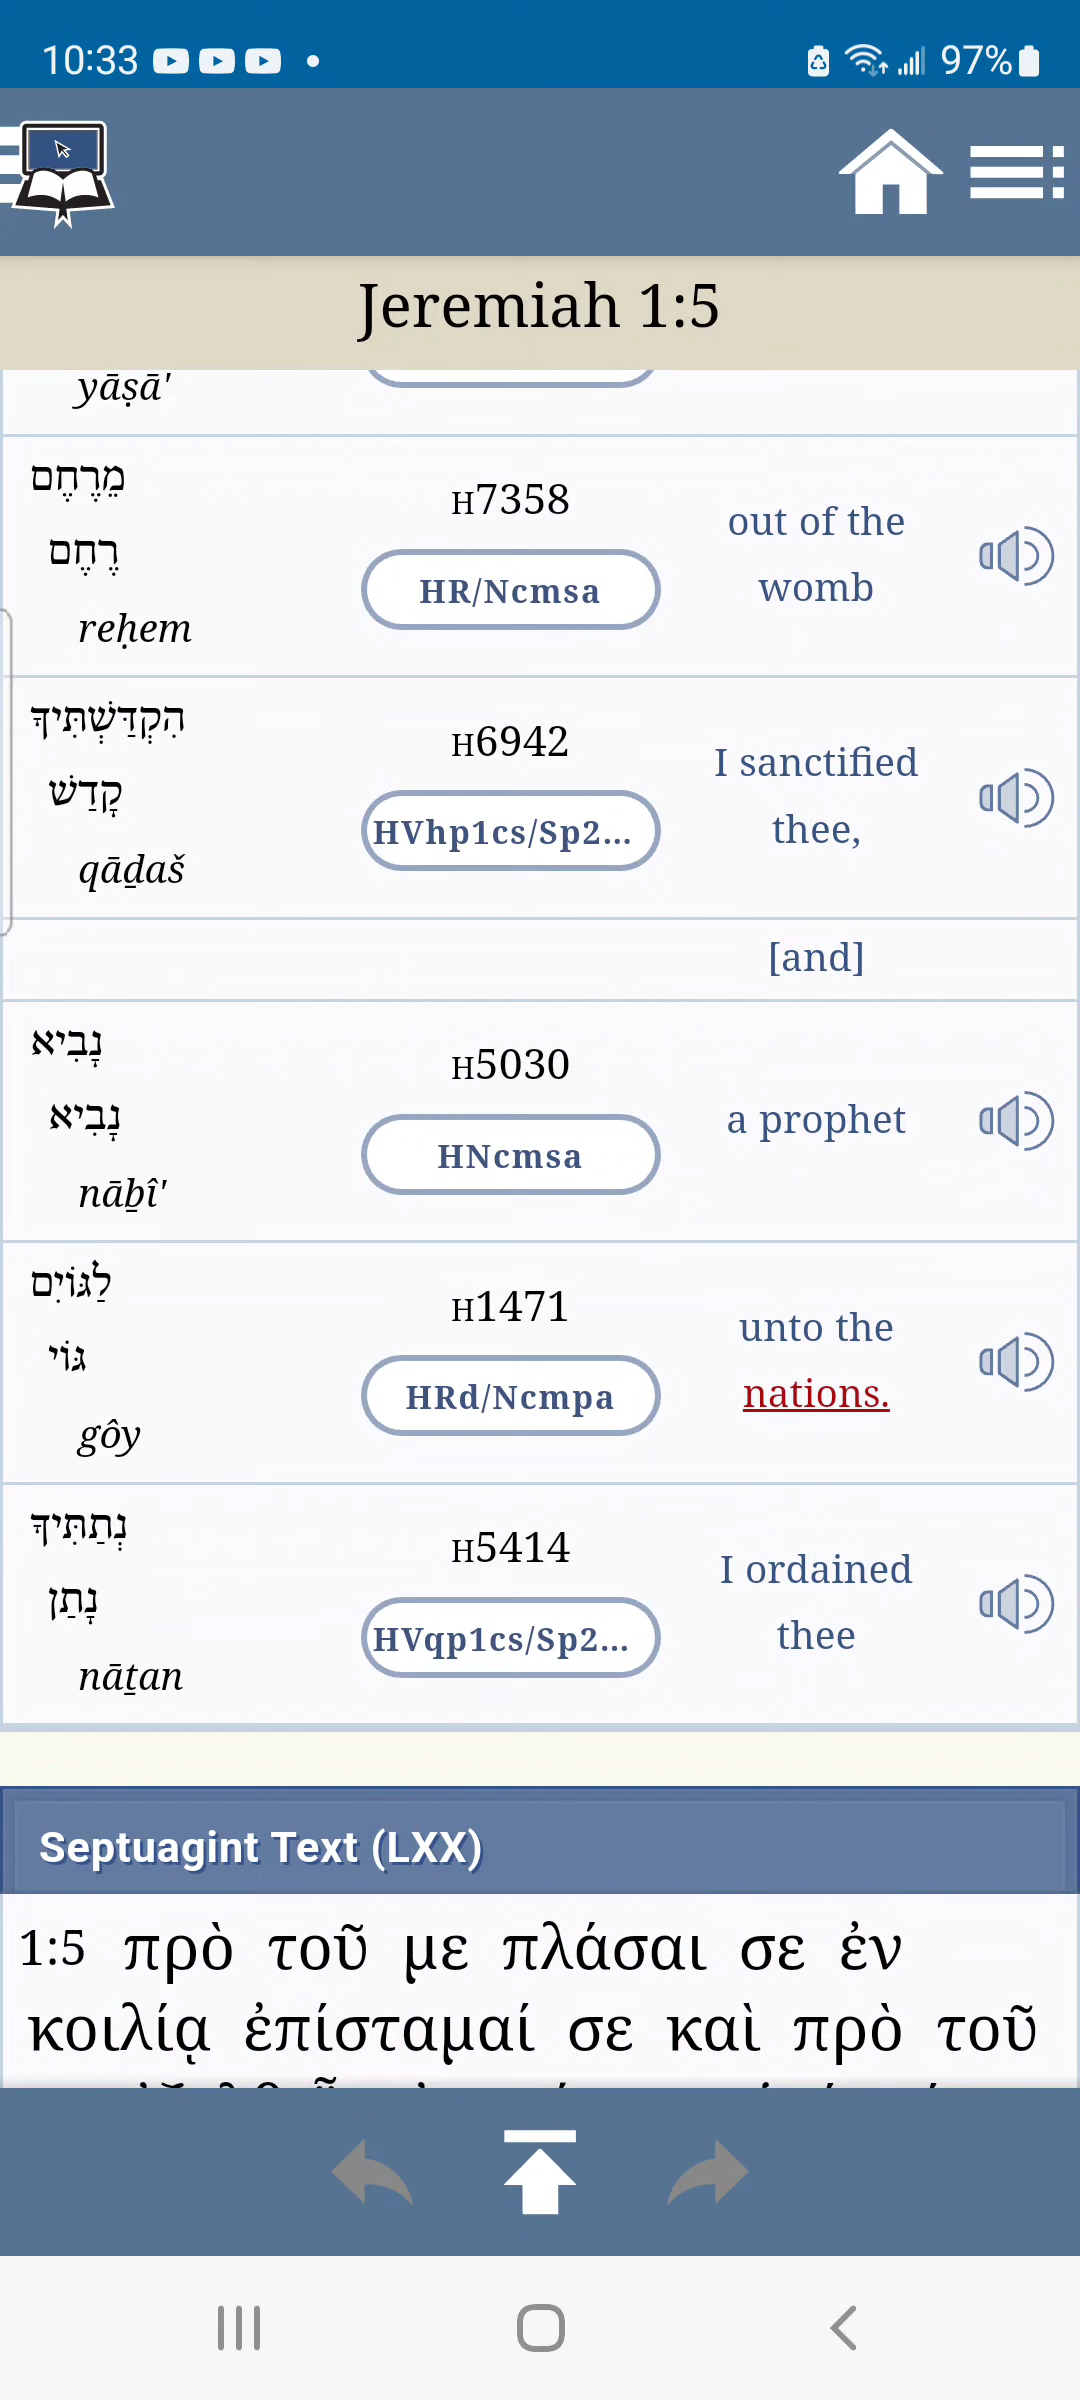 10:33
97%
Jeremiah 1:5
yāṣā'
מֵרֶחֶם
רֶחֶם
reḥem
H7358
HR/Ncmsa
out of the
womb
הִקְדַּשְׁתִּיךָ
קָדַשׁ
qāḏaš
H6942
HVhp1cs/Sp2...
I sanctified
thee,
[and]
נָבִיא
נָבִיא
nāḇî'
H5030
HNcmsa
a prophet
לַגּוֹיִם
גּוֹי
gôy
H1471
HRd/Ncmpa
unto the
nations.
נְתַתִּיךָ
נָתַן
nāṯan
H5414
HVqp1cs/Sp2...
I ordained
thee
Septuagint Text (LXX)
1:5 πρὸ τοῦ με πλάσαι σε ἐν
κοιλίᾳ ἐπίσταμαί σε καὶ πρὸ τοῦ